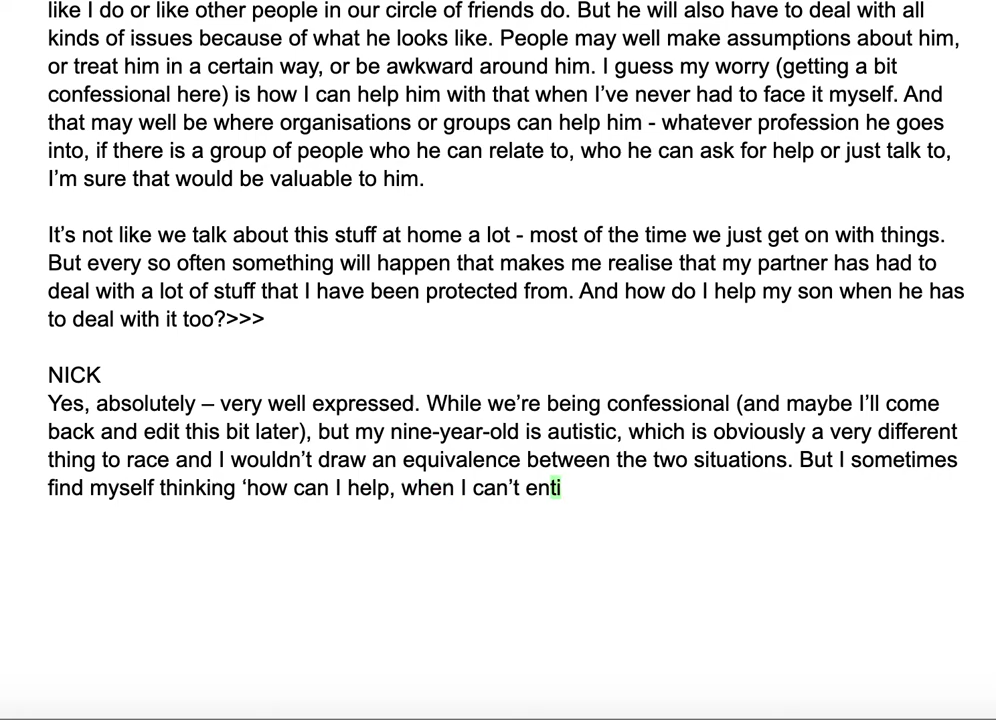 like I do or like other people in our circle of friends do. But he will also have to deal with all
kinds of issues because of what he looks like. People may well make assumptions about him,
or treat him in a certain way, or be awkward around him. I guess my worry (getting a bit
confessional here) is how I can help him with that when I’ve never had to face it myself. And
that may well be where organisations or groups can help him - whatever profession he goes
into, if there is a group of people who he can relate to, who he can ask for help or just talk to,
I’m sure that would be valuable to him.
It’s not like we talk about this stuff at home a lot - most of the time we just get on with things.
But every so often something will happen that makes me realise that my partner has had to
deal with a lot of stuff that I have been protected from. And how do I help my son when he has
to deal with it too?>>>
NICK
Yes, absolutely – very well expressed. While we’re being confessional (and maybe I’ll come
back and edit this bit later), but my nine-year-old is autistic, which is obviously a very different
thing to race and I wouldn’t draw an equivalence between the two situations. But I sometimes
find myself thinking ‘how can I help, when I can’t enti